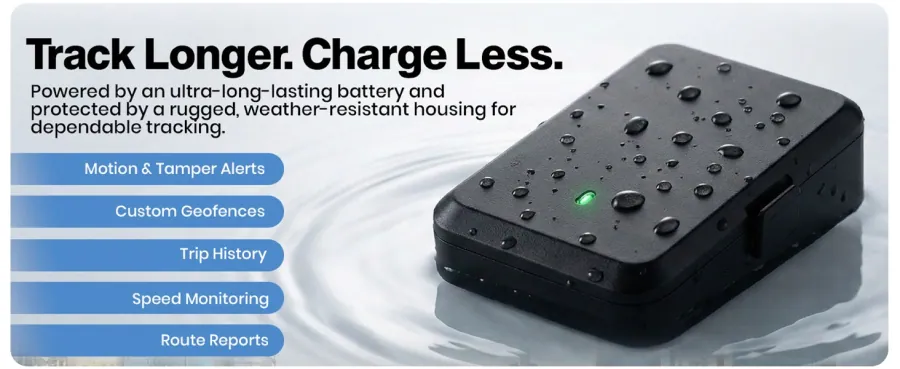 Track Longer. Charge Less.
Powered by an ultra-long-lasting battery and
protected by a rugged, weather-resistant housing for
dependable tracking.
Motion & Tamper Alerts
Custom Geofences
Trip History
Speed Monitoring
Route Reports